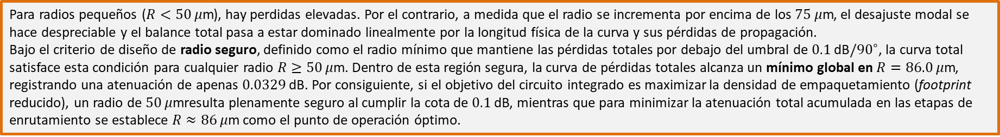 Para radios pequeños (R < 50 μm), hay perdidas elevadas. Por el contrario, a medida que el radio se incrementa por encima de los 75 μm, el desajuste modal se
hace despreciable y el balance total pasa a estar dominado linealmente por la longitud física de la curva y sus pérdidas de propagación.
Bajo el criterio de diseño de radio seguro, definido como el radio mínimo que mantiene las pérdidas totales por debajo del umbral de 0.1 dB/90°, la curva total
satisface esta condición para cualquier radio R ≥ 50 μm. Dentro de esta región segura, la curva de pérdidas totales alcanza un mínimo global en R = 86.0 μm,
registrando una atenuación de apenas 0.0329 dB. Por consiguiente, si el objetivo del circuito integrado es maximizar la densidad de empaquetamiento (footprint
reducido), un radio de 50 μmresulta plenamente seguro al cumplir la cota de 0.1 dB, mientras que para minimizar la atenuación total acumulada en las etapas de
enrutamiento se establece R ≈ 86 μm como el punto de operación óptimo.